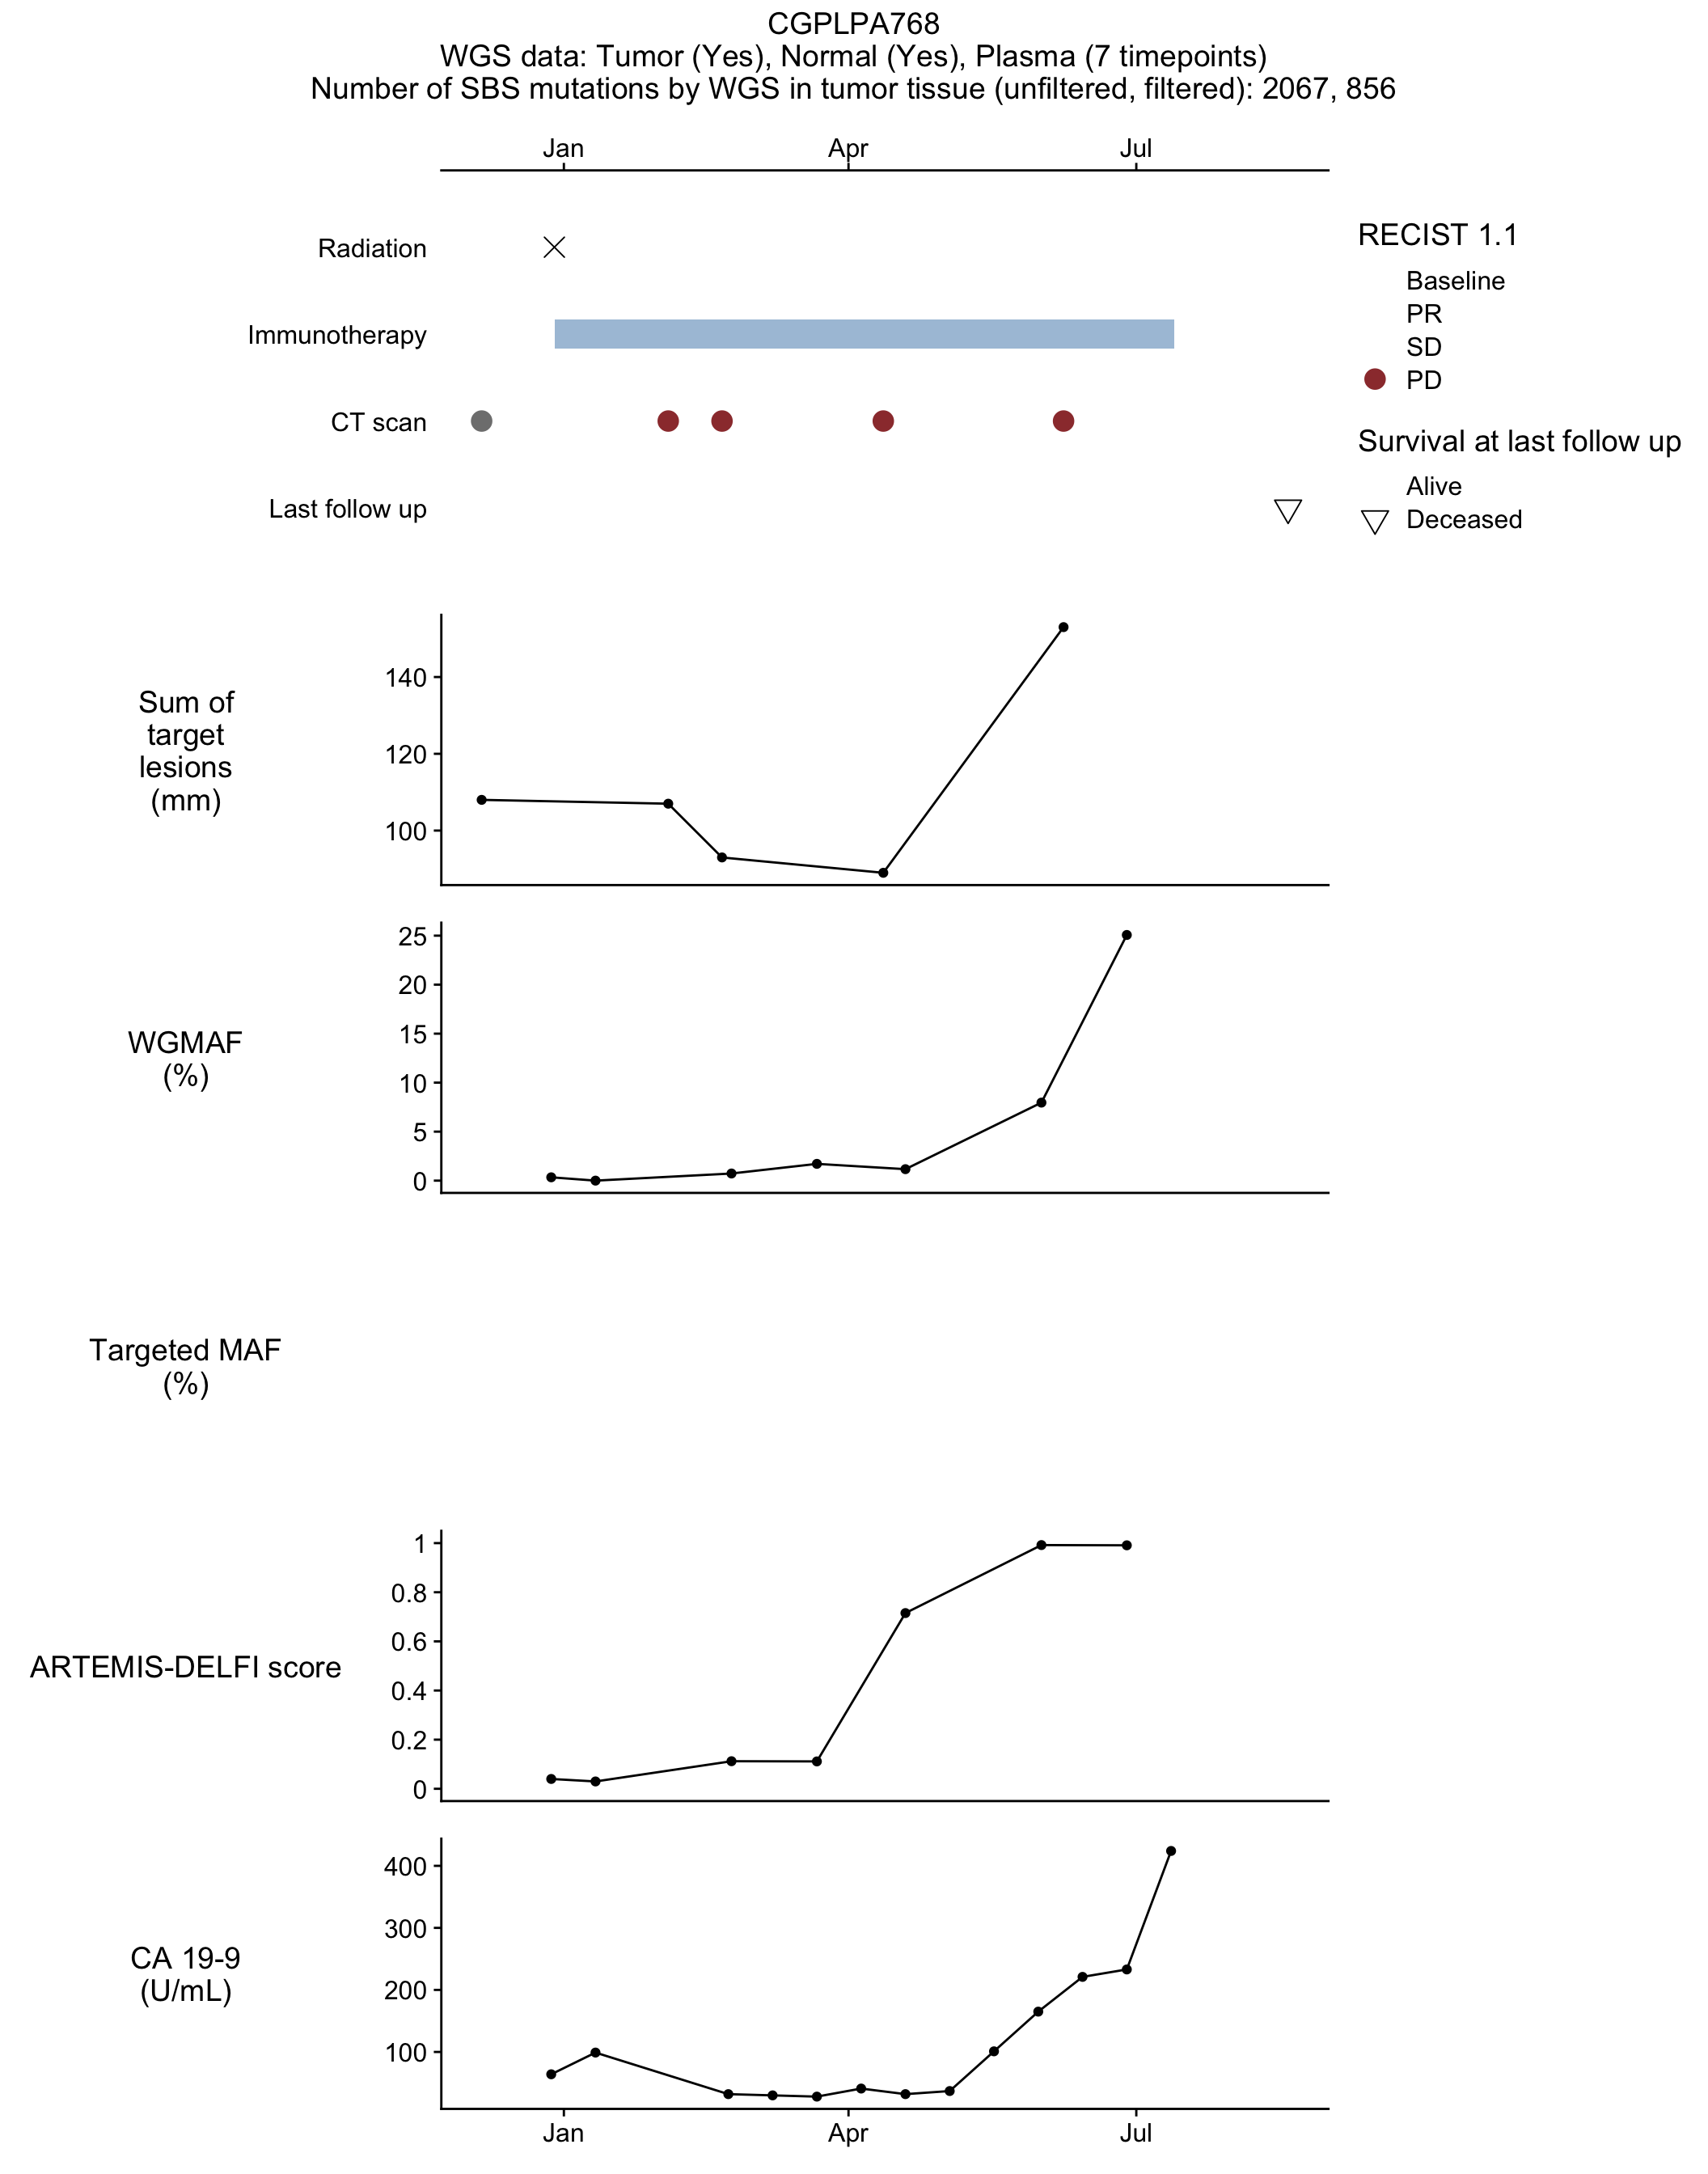 CGPLPA768
WGS data: Tumor (Yes), Normal (Yes), Plasma (7 timepoints)
Number of SBS mutations by WGS in tumor tissue (unfiltered, filtered): 2067, 856
Jan Apr Jul
Radiation
Immunotherapy
CT scan
Last follow up
RECIST 1.1
Baseline
PR
SD
PD
Survival at last follow up
Alive
Deceased
Sum of
target
lesions
(mm)
140
120
100
WGMAF
(%)
25
20
15
10
5
0
Targeted MAF
(%)
ARTEMIS-DELFI score
1
0.8
0.6
0.4
0.2
0
CA 19-9
(U/mL)
400
300
200
100
Jan Apr Jul